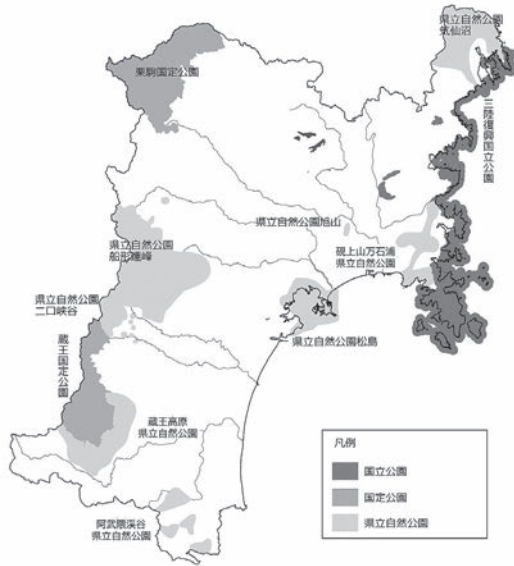 県立自然公園
気仙沼
栗駒国定公園
三陸復興国立公園
県立自然公園旭山
県立自然公園
船形連峰
硯上山万石浦
県立自然公園
県立自然公園
二口峡谷
県立自然公園松島
蔵王国定公園
蔵王高原
県立自然公園
阿武隈渓谷
県立自然公園
凡例
国立公園
国定公園
県立自然公園